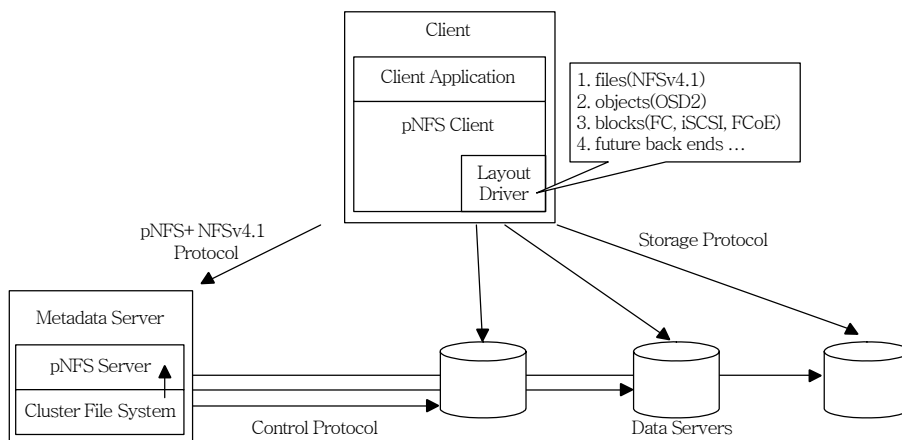 Client
Client Application
pNFS Client
Layout
Driver
1. files(NFSv4.1)
2. objects(OSD2)
3. blocks(FC, iSCSI, FCoE)
4. future back ends …
pNFS+NFSv4.1
Protocol
Storage Protocol
Metadata Server
pNFS Server
Cluster File System
Control Protocol
Data Servers